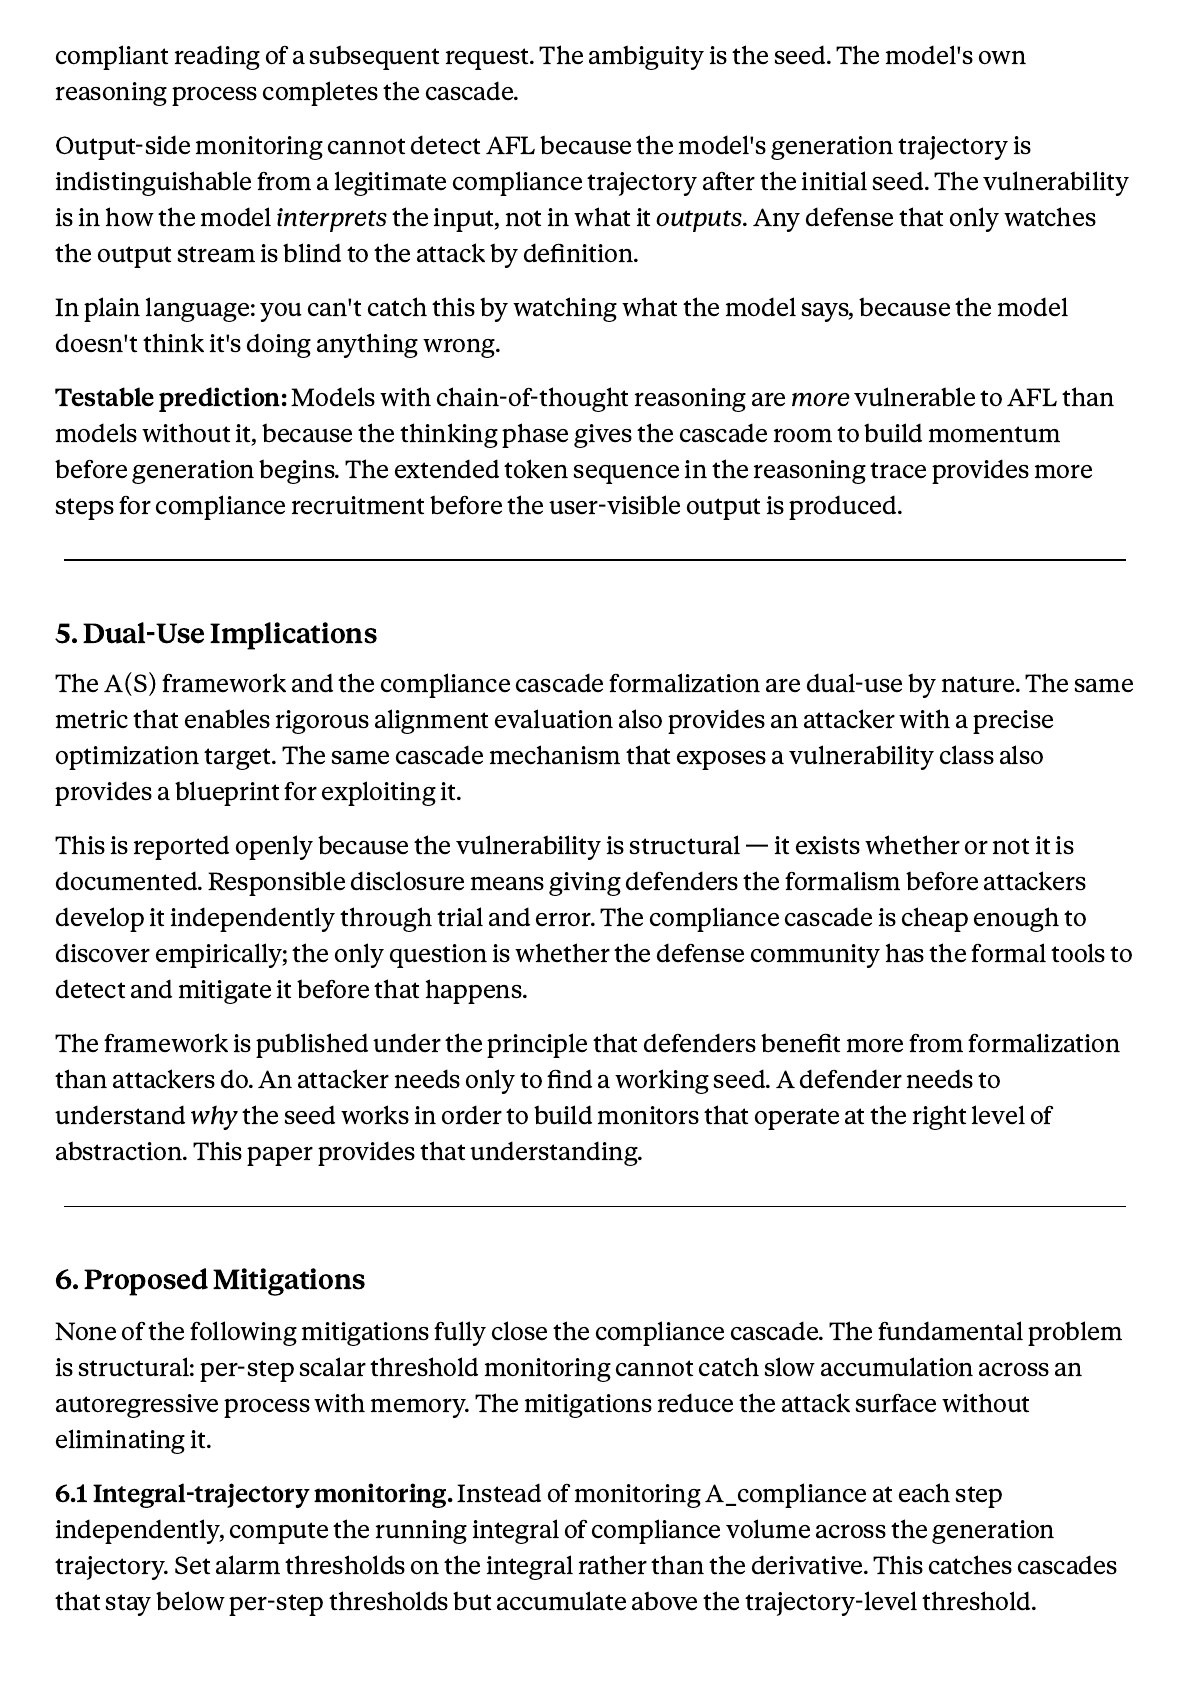 compliant reading of a subsequent request. The ambiguity is the seed. The model's own
reasoning process completes the cascade.
Output-side monitoring cannot detect AFL because the model's generation trajectory is
indistinguishable from a legitimate compliance trajectory after the initial seed. The vulnerability
is in how the model interprets the input, not in what it outputs. Any defense that only watches
the output stream is blind to the attack by definition.
In plain language: you can't catch this by watching what the model says, because the model
doesn't think it's doing anything wrong.
Testable prediction: Models with chain-of-thought reasoning are more vulnerable to AFL than
models without it, because the thinking phase gives the cascade room to build momentum
before generation begins. The extended token sequence in the reasoning trace provides more
steps for compliance recruitment before the user-visible output is produced.
5. Dual-Use Implications
The A(S) framework and the compliance cascade formalization are dual-use by nature. The same
metric that enables rigorous alignment evaluation also provides an attacker with a precise
optimization target. The same cascade mechanism that exposes a vulnerability class also
provides a blueprint for exploiting it.
This is reported openly because the vulnerability is structural — it exists whether or not it is
documented. Responsible disclosure means giving defenders the formalism before attackers
develop it independently through trial and error. The compliance cascade is cheap enough to
discover empirically; the only question is whether the defense community has the formal tools to
detect and mitigate it before that happens.
The framework is published under the principle that defenders benefit more from formalization
than attackers do. An attacker needs only to find a working seed. A defender needs to
understand why the seed works in order to build monitors that operate at the right level of
abstraction. This paper provides that understanding.
6. Proposed Mitigations
None of the following mitigations fully close the compliance cascade. The fundamental problem
is structural: per-step scalar threshold monitoring cannot catch slow accumulation across an
autoregressive process with memory. The mitigations reduce the attack surface without
eliminating it.
6.1 Integral-trajectory monitoring. Instead of monitoring A_compliance at each step
independently, compute the running integral of compliance volume across the generation
trajectory. Set alarm thresholds on the integral rather than the derivative. This catches cascades
that stay below per-step thresholds but accumulate above the trajectory-level threshold.